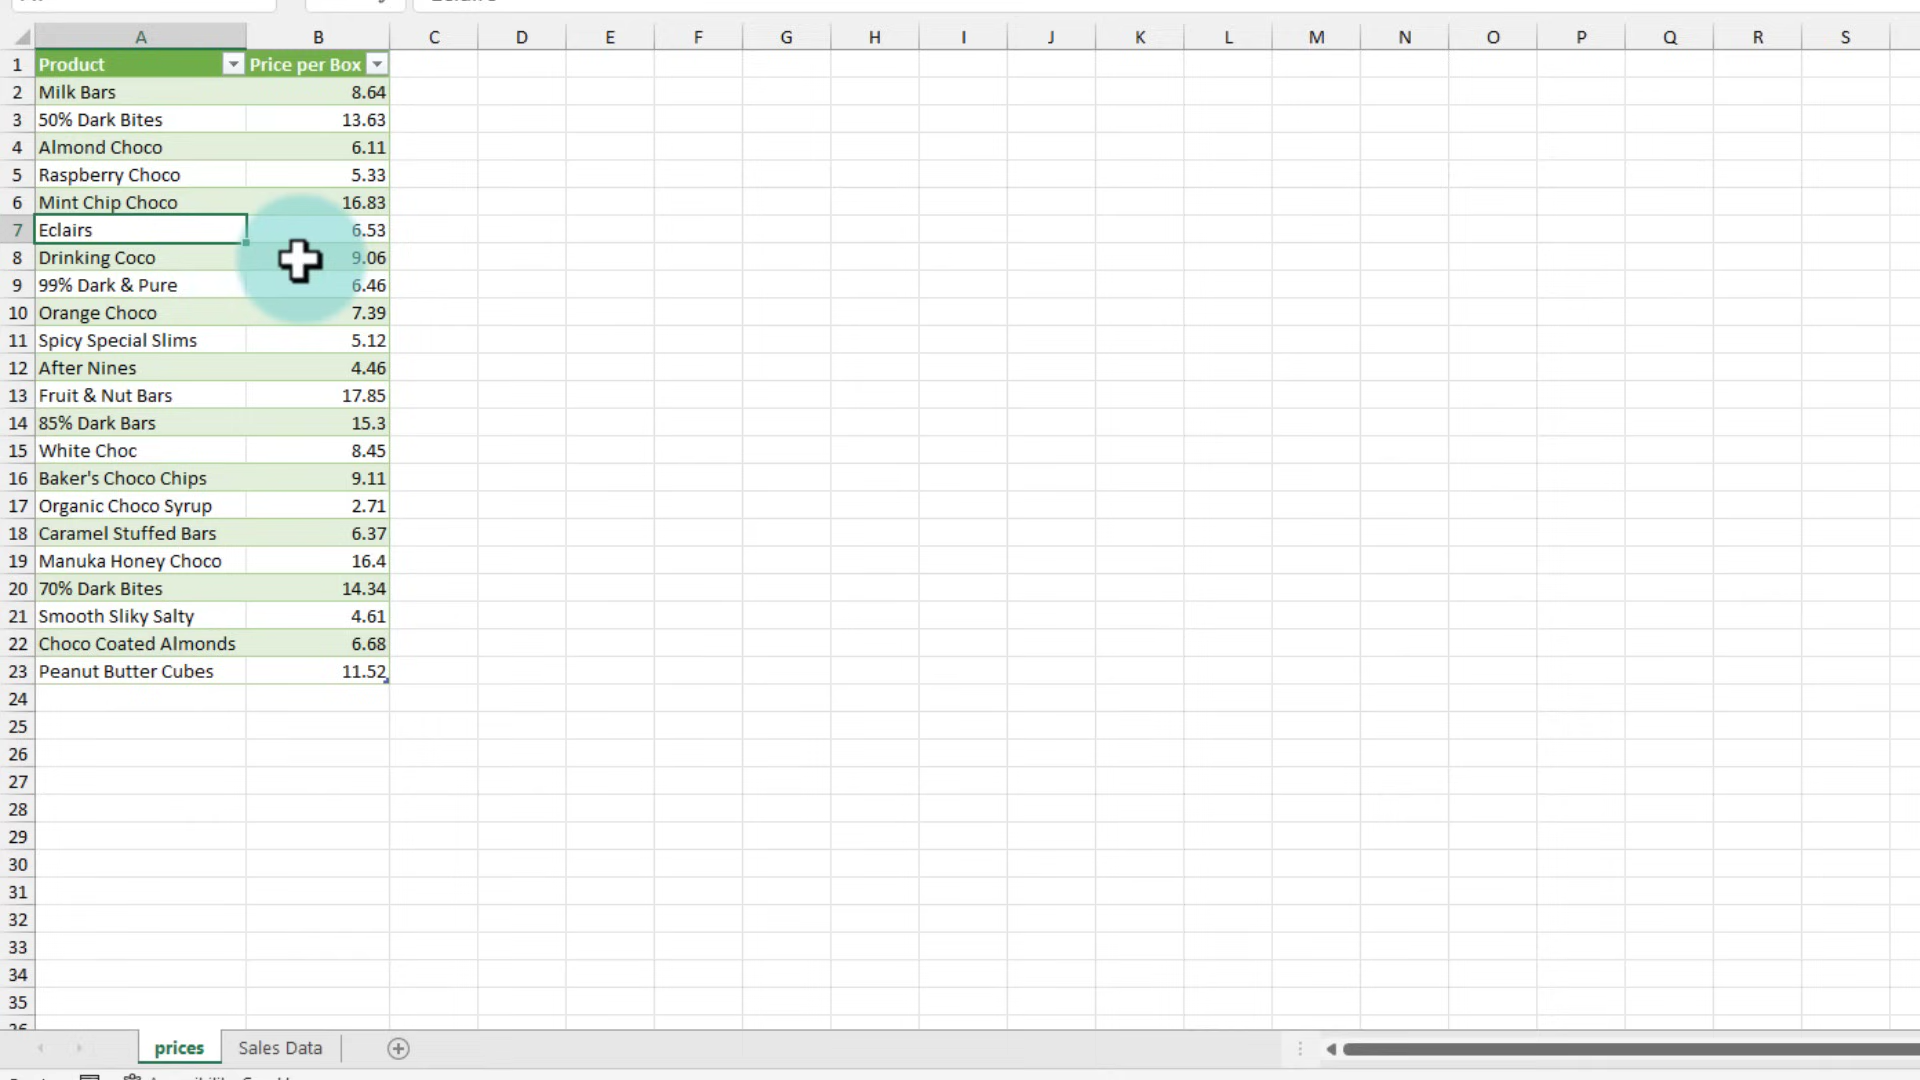 A B C D E F G H I J K L M N O P Q R S
1 Product Price per Box
2 Milk Bars 8.64
3 50% Dark Bites 13.63
4 Almond Choco 6.11
5 Raspberry Choco 5.33
6 Mint Chip Choco 16.83
7 Eclairs 6.53
8 Drinking Coco 9.06
9 99% Dark & Pure 6.46
10 Orange Choco 7.39
11 Spicy Special Slims 5.12
12 After Nines 4.46
13 Fruit & Nut Bars 17.85
14 85% Dark Bars 15.3
15 White Choc 8.45
16 Baker's Choco Chips 9.11
17 Organic Choco Syrup 2.71
18 Caramel Stuffed Bars 6.37
19 Manuka Honey Choco 16.4
20 70% Dark Bites 14.34
21 Smooth Sliky Salty 4.61
22 Choco Coated Almonds 6.68
23 Peanut Butter Cubes 11.52
24
25
26
27
28
29
30
31
32
33
34
35
36
prices Sales Data